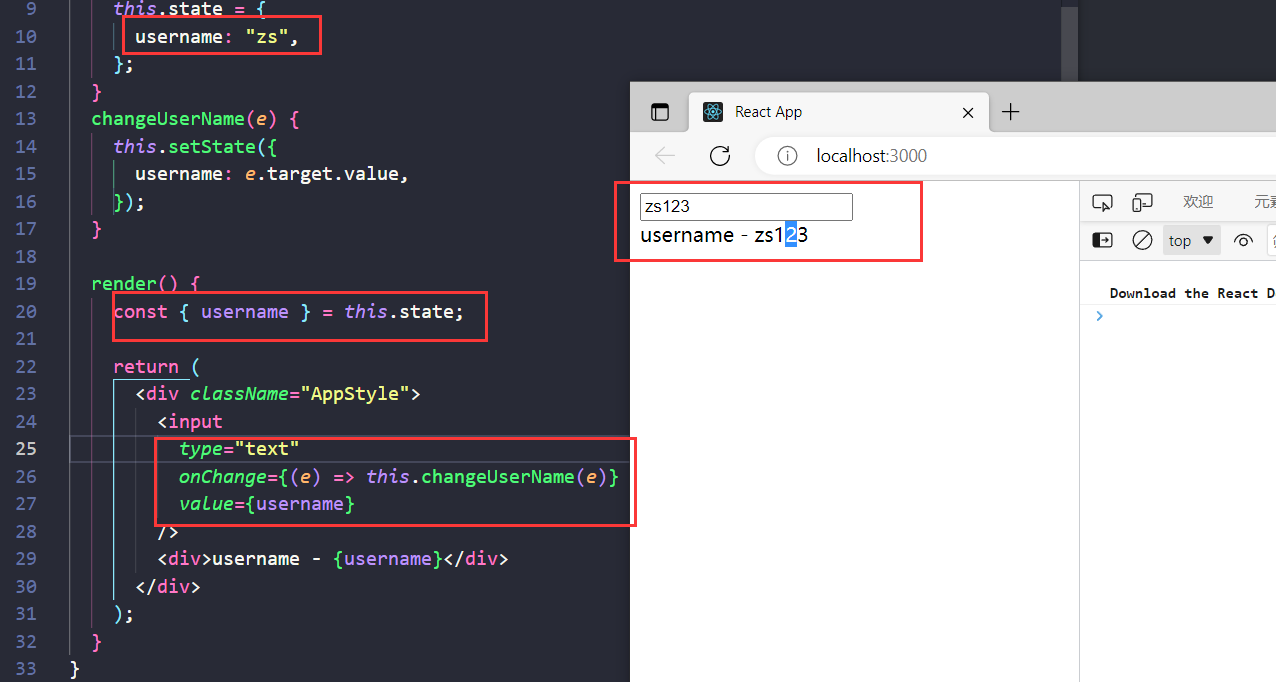 9 this.state = {
10 username: "zs",
11 };
12 }
13 changeUserName(e) {
14 this.setState({
15 username: e.target.value,
16 });
17 }
18
19 render() {
20 const { username } = this.state;
21
22 return (
23 <div className="AppStyle">
24 <input
25 type="text"
26 onChange={(e) => this.changeUserName(e)}
27 value={username}
28 />
29 <div>username - {username}</div>
30 </div>
31 );
32 }
33 }
React App
localhost:3000
zs123
username - zs123
欢迎
top
Download the React